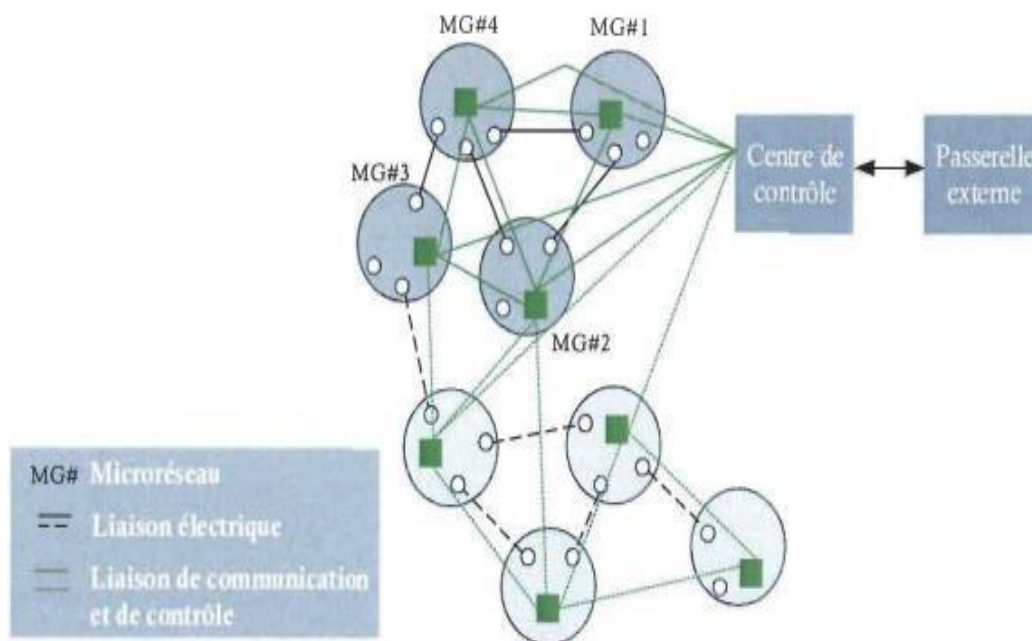 MG#4
MG#1
MG#3
Centre de
contrôle
Passerelle
externe
MG#2
MG# Microréseau
Liaison électrique
Liaison de communication
et de contrôle